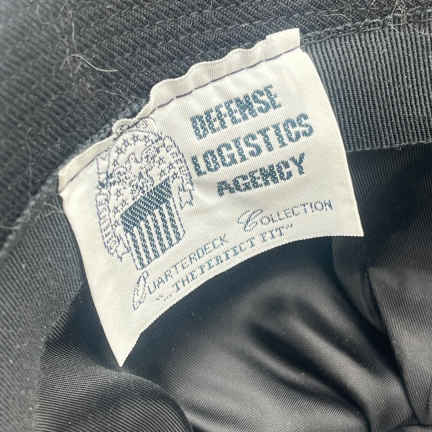 DEFENSE
LOGISTICS
AGENCY
QUARTERDECK COLLECTION
"...THE PERFECT FIT"